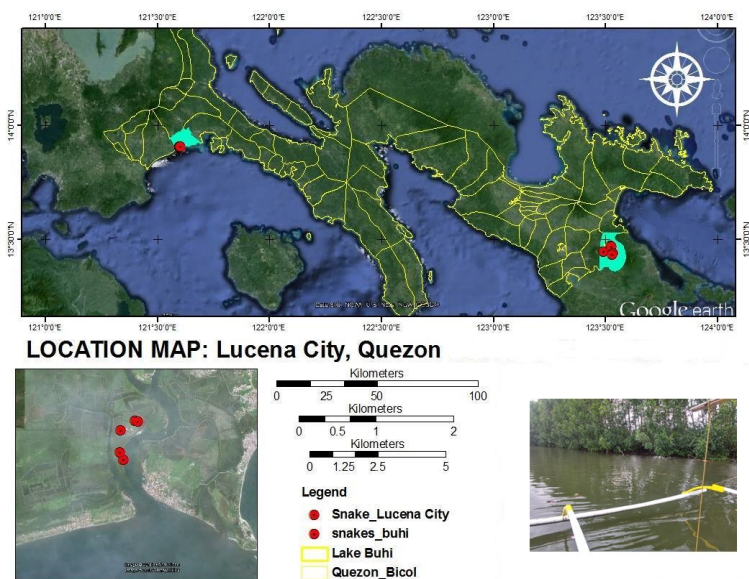 121°0'0"E 121°30'0"E 122°0'0"E 122°30'0"E 123°0'0"E 123°30'0"E 124°0'0"E
14°0'0"N 14°0'0"N
13°30'0"N 13°30'0"N
Google earth
121°0'0"E 121°30'0"E 122°0'0"E 122°30'0"E 123°0'0"E 123°30'0"E 124°0'0"E
LOCATION MAP: Lucena City, Quezon
Kilometers
0 25 50 100
Kilometers
0 0.5 1 2
Kilometers
0 1.25 2.5 5
Legend
Snake_Lucena City
snakes_buhi
Lake Buhi
Quezon_Bicol